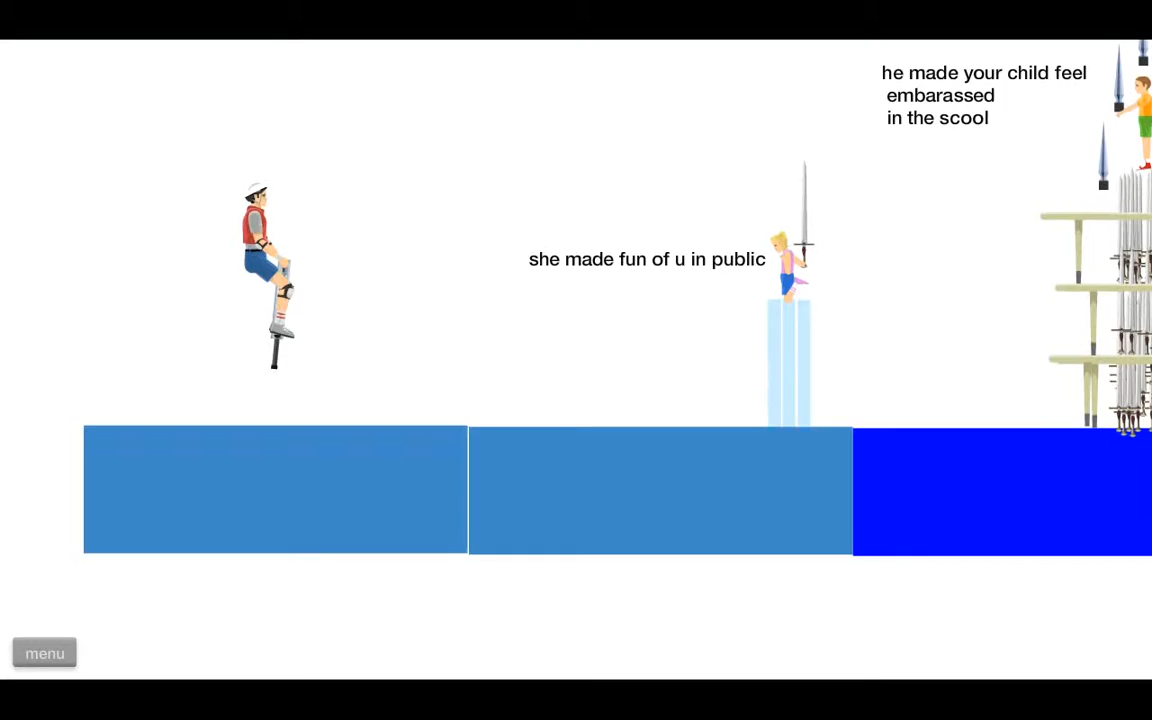 he made your child feel
embarassed
in the scool
she made fun of u in public
menu